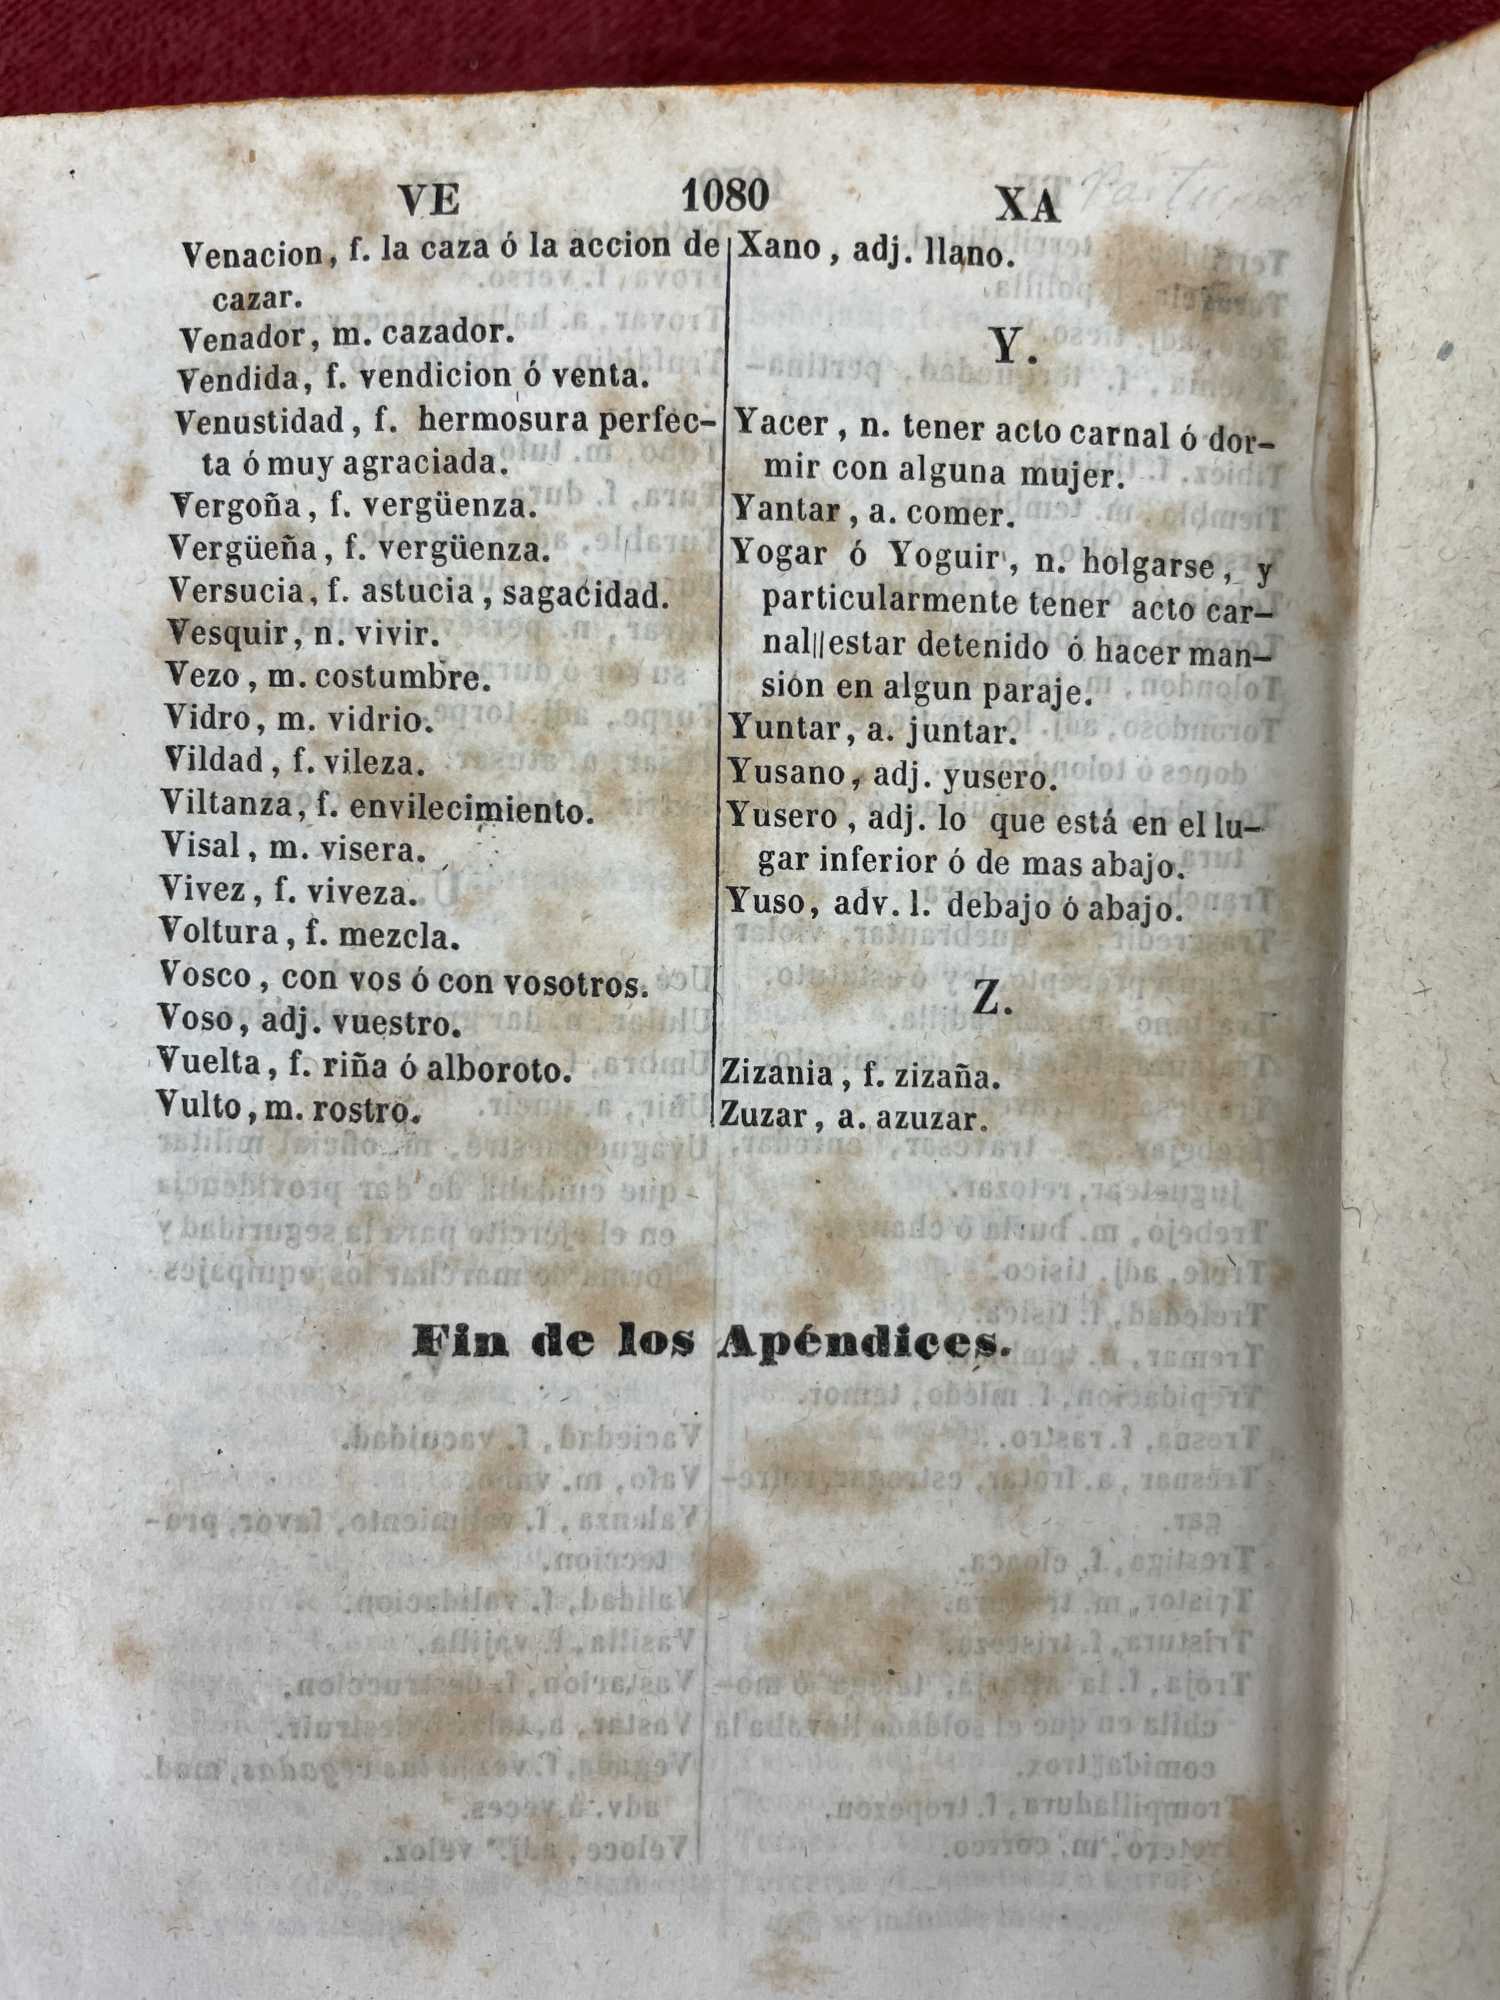 VE 1080 XA
Venacion, f. la caza ó la accion de
cazar.
Venador, m. cazador.
Vendida, f. vendicion ó venta.
Venustidad, f. hermosura perfec-
ta ó muy agraciada.
Vergoña, f. vergüenza.
Vergüeña, f. vergüenza.
Versucia, f. astucia, sagacidad.
Vesquir, n. vivir.
Vezo, m. costumbre.
Vidro, m. vidrio.
Vildad, f. vileza.
Viltanza, f. envilecimiento.
Visal, m. visera.
Vivez, f. viveza.
Voltura, f. mezcla.
Vosco, con vos ó con vosotros.
Voso, adj. vuestro.
Vuelta, f. riña ó alboroto.
Vulto, m. rostro.
Xano, adj. llano.
Y.
Yacer, n. tener acto carnal ó dor-
mir con alguna mujer.
Yantar, a. comer.
Yogar ó Yoguir, n. holgarse, y
particularmente tener acto car-
nal||estar detenido ó hacer man-
sion en algun paraje.
Yuntar, a. juntar.
Yusano, adj. yusero.
Yusero, adj. lo que está en el lu-
gar inferior ó de mas abajo.
Yuso, adv. l. debajo ó abajo.
Z.
Zizania, f. zizaña.
Zuzar, a. azuzar.
Fin de los Apéndices.